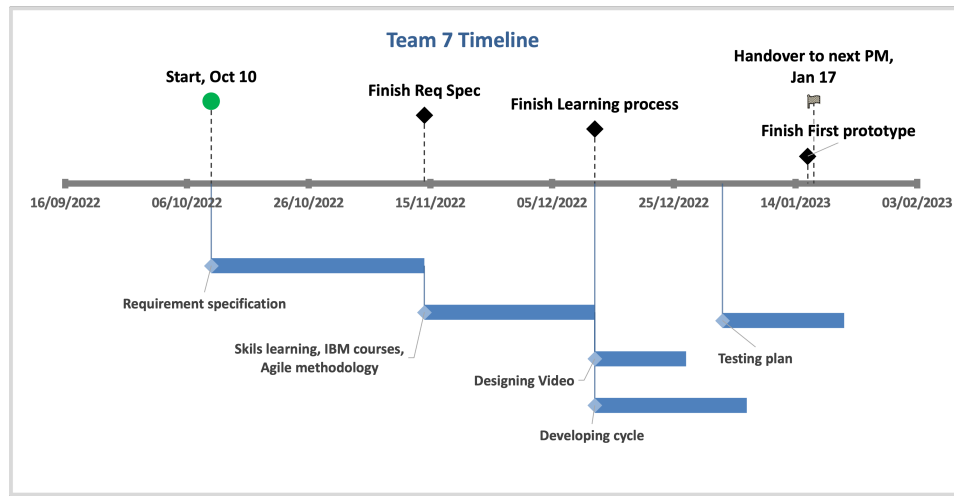 Team 7 Timeline
Handover to next PM,
Jan 17
Start, Oct 10
Finish Req Spec
Finish Learning process
Finish First prototype
16/09/2022
06/10/2022
26/10/2022
15/11/2022
05/12/2022
25/12/2022
14/01/2023
03/02/2023
Requirement specification
Skils learning, IBM courses,
Agile methodology
Testing plan
Designing Video
Developing cycle